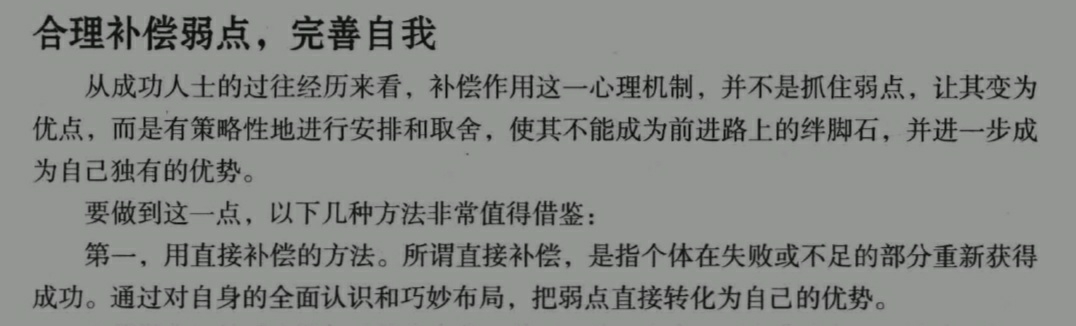 合理补偿弱点，完善自我
从成功人士的过往经历来看，补偿作用这一心理机制，并不是抓住弱点，让其变为
优点，而是有策略性地进行安排和取舍，使其不能成为前进路上的绊脚石，并进一步成
为自己独有的优势。
要做到这一点，以下几种方法非常值得借鉴：
第一，用直接补偿的方法。所谓直接补偿，是指个体在失败或不足的部分重新获得
成功。通过对自身的全面认识和巧妙布局，把弱点直接转化为自己的优势。